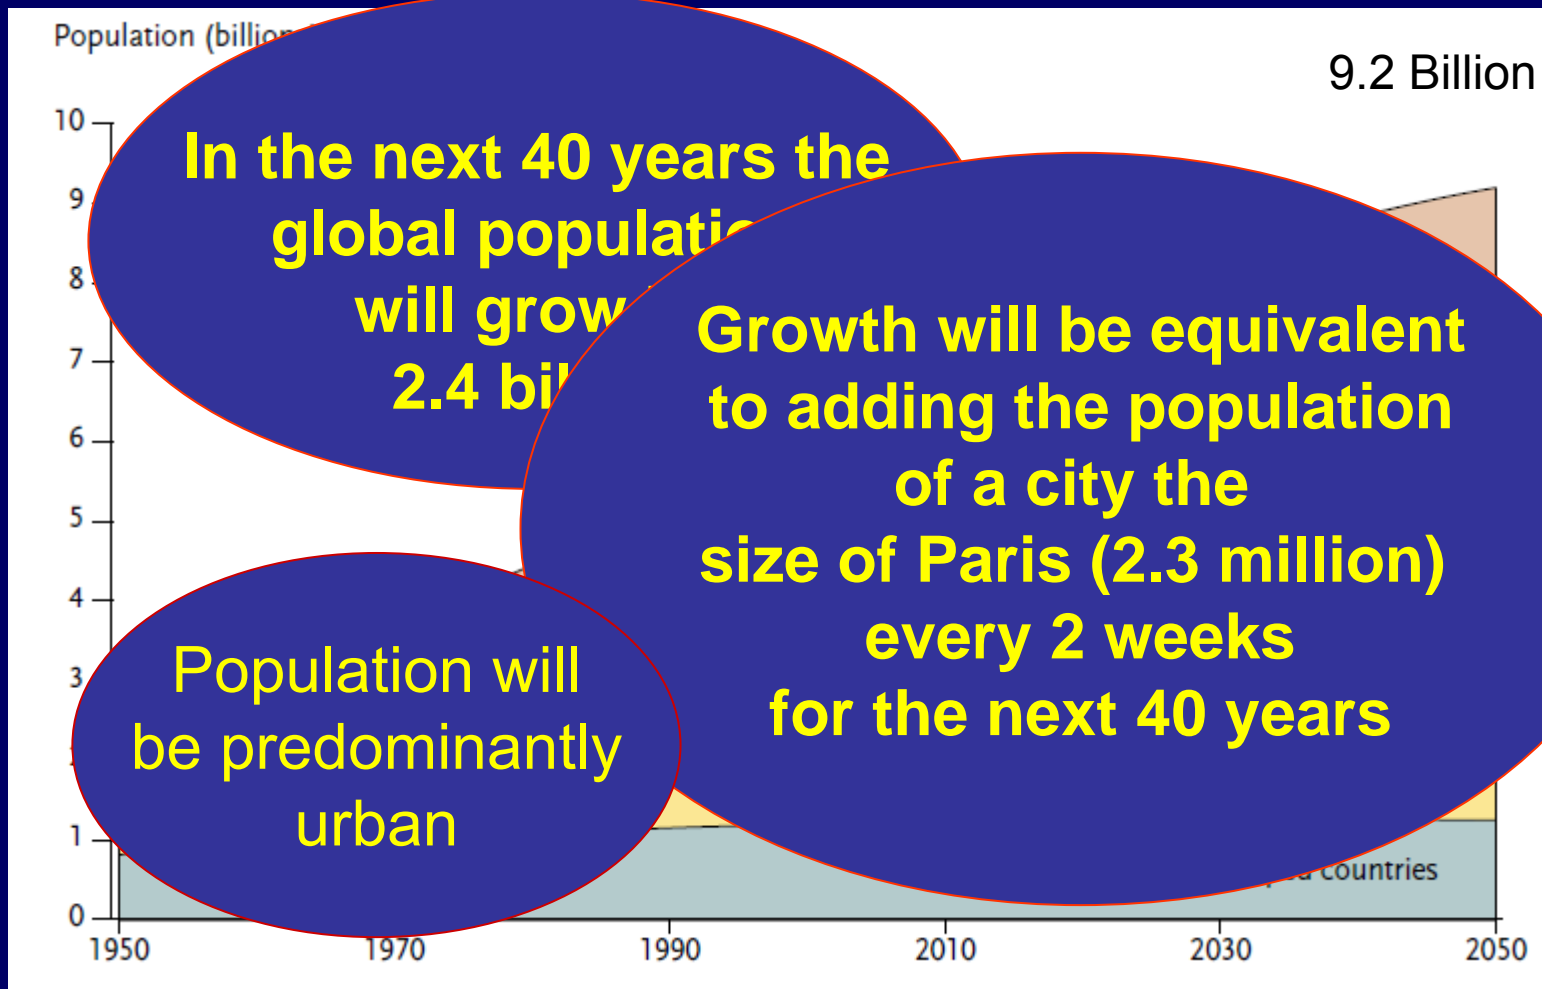 Population
9.2 Billion
10
9
8
7
6
5
4
3
1
0
In the next 40 years the
global
will grow
2.4
Growth will be equivalent
to adding the population
of a city the
size of Paris (2.3 million)
every 2 weeks
for the next 40 years
Population will
be predominantly
urban
countries
1950
1970
1990
2010
2030
2050